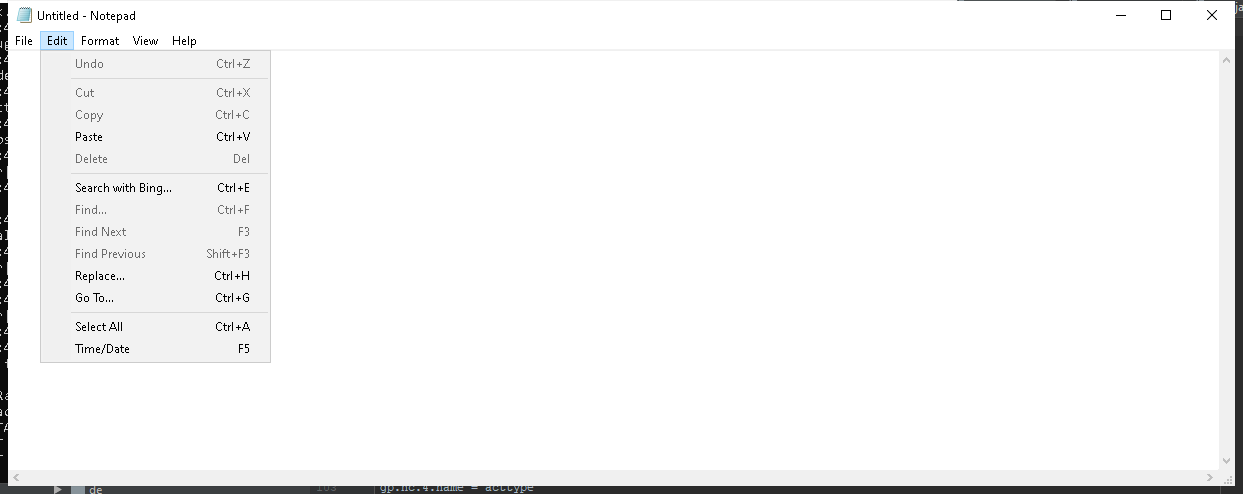 Untitled - Notepad
File Edit Format View Help
Undo Ctrl+Z
Cut Ctrl+X
Copy Ctrl+C
Paste Ctrl+V
Delete Del
Search with Bing... Ctrl+E
Find... Ctrl+F
Find Next F3
Find Previous Shift+F3
Replace... Ctrl+H
Go To... Ctrl+G
Select All Ctrl+A
Time/Date F5
de
gp.nc.4.name = acttype